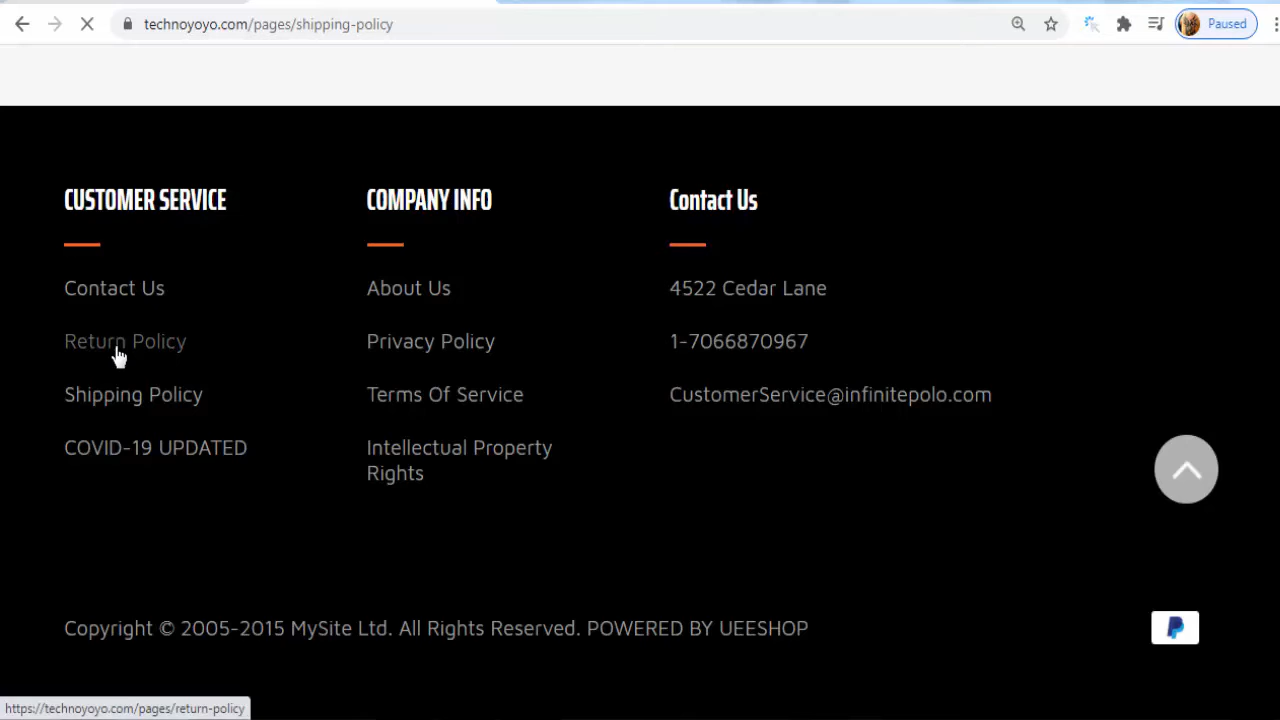 technoyoyo.com/pages/shipping-policy
Paused
CUSTOMER SERVICE
Contact Us
Return Policy
Shipping Policy
COVID-19 UPDATED
COMPANY INFO
About Us
Privacy Policy
Terms Of Service
Intellectual Property
Rights
Contact Us
4522 Cedar Lane
1-7066870967
CustomerService@infinitepolo.com
Copyright © 2005-2015 MySite Ltd. All Rights Reserved. POWERED BY UEESHOP
https://technoyoyo.com/pages/return-policy